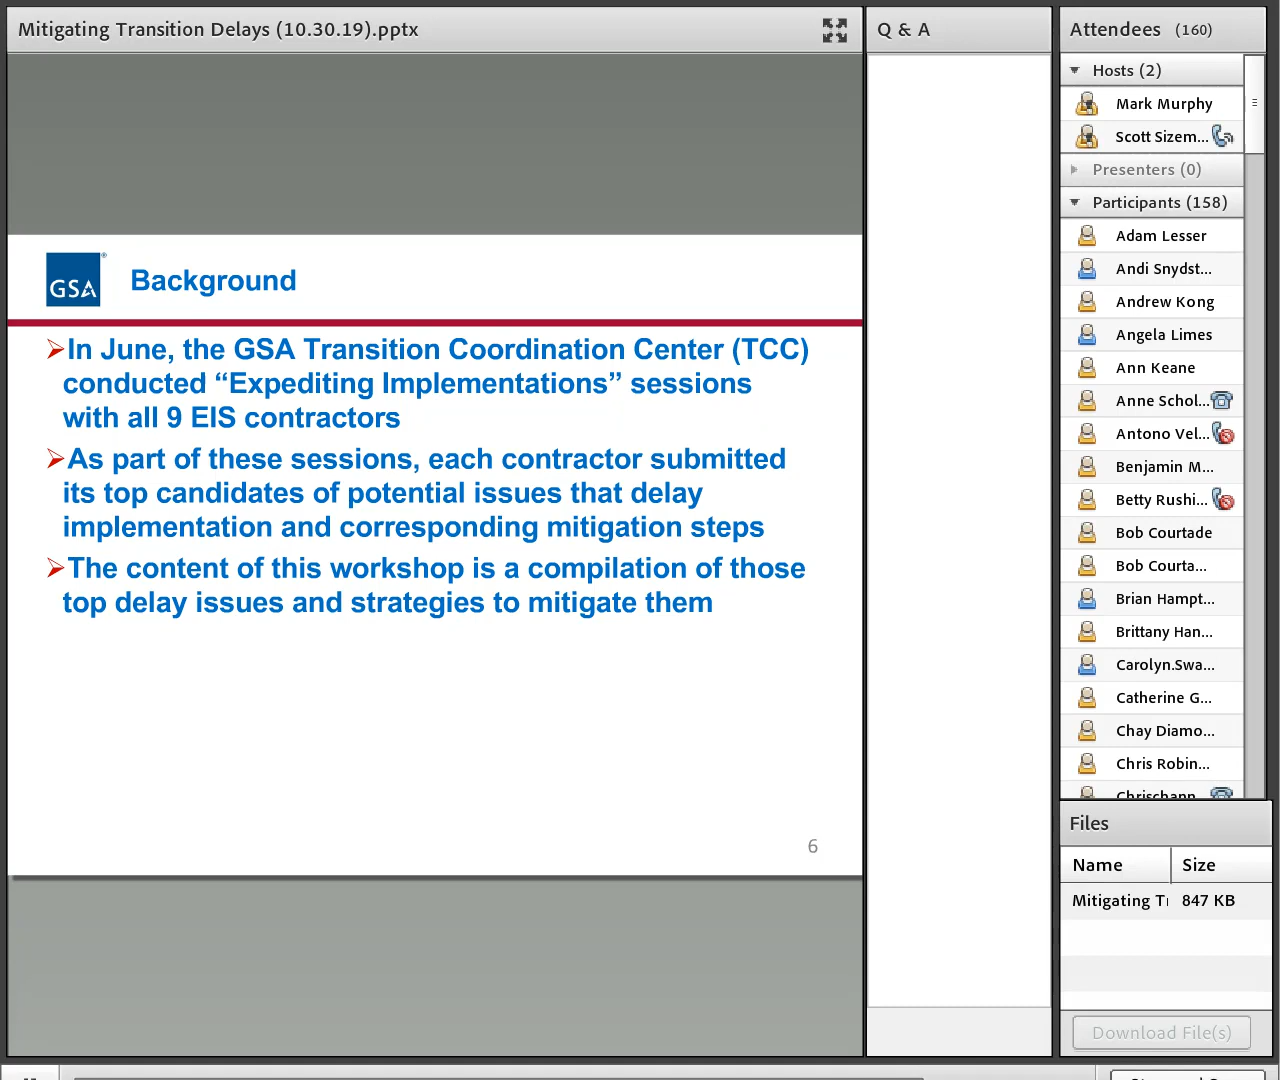 Mitigating Transition Delays (10.30.19).pptx
GSA
Background
➢In June, the GSA Transition Coordination Center (TCC)
conducted “Expediting Implementations” sessions
with all 9 EIS contractors
➢As part of these sessions, each contractor submitted
its top candidates of potential issues that delay
implementation and corresponding mitigation steps
➢The content of this workshop is a compilation of those
top delay issues and strategies to mitigate them
6
Q & A
Attendees (160)
Hosts (2)
Mark Murphy
Scott Sizem...
Presenters (0)
Participants (158)
Adam Lesser
Andi Snydst...
Andrew Kong
Angela Limes
Ann Keane
Anne Schol...
Antono Vel...
Benjamin M...
Betty Rushi...
Bob Courtade
Bob Courta...
Brian Hampt...
Brittany Han...
Carolyn.Swa...
Catherine G...
Chay Diamo...
Chris Robin...
Chrischann
Files
Name Size
Mitigating Tr 847 KB
Download File(s)